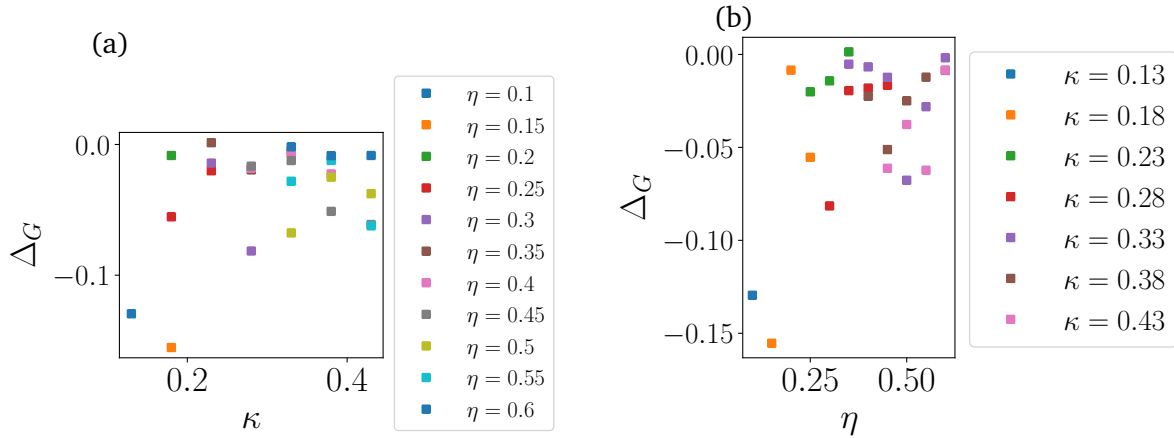 (a)
0.0
−0.1
Δ_G
0.2
0.4
κ
η = 0.1
η = 0.15
η = 0.2
η = 0.25
η = 0.3
η = 0.35
η = 0.4
η = 0.45
η = 0.5
η = 0.55
η = 0.6
(b)
0.00
−0.05
−0.10
−0.15
Δ_G
0.25
0.50
η
κ = 0.13
κ = 0.18
κ = 0.23
κ = 0.28
κ = 0.33
κ = 0.38
κ = 0.43